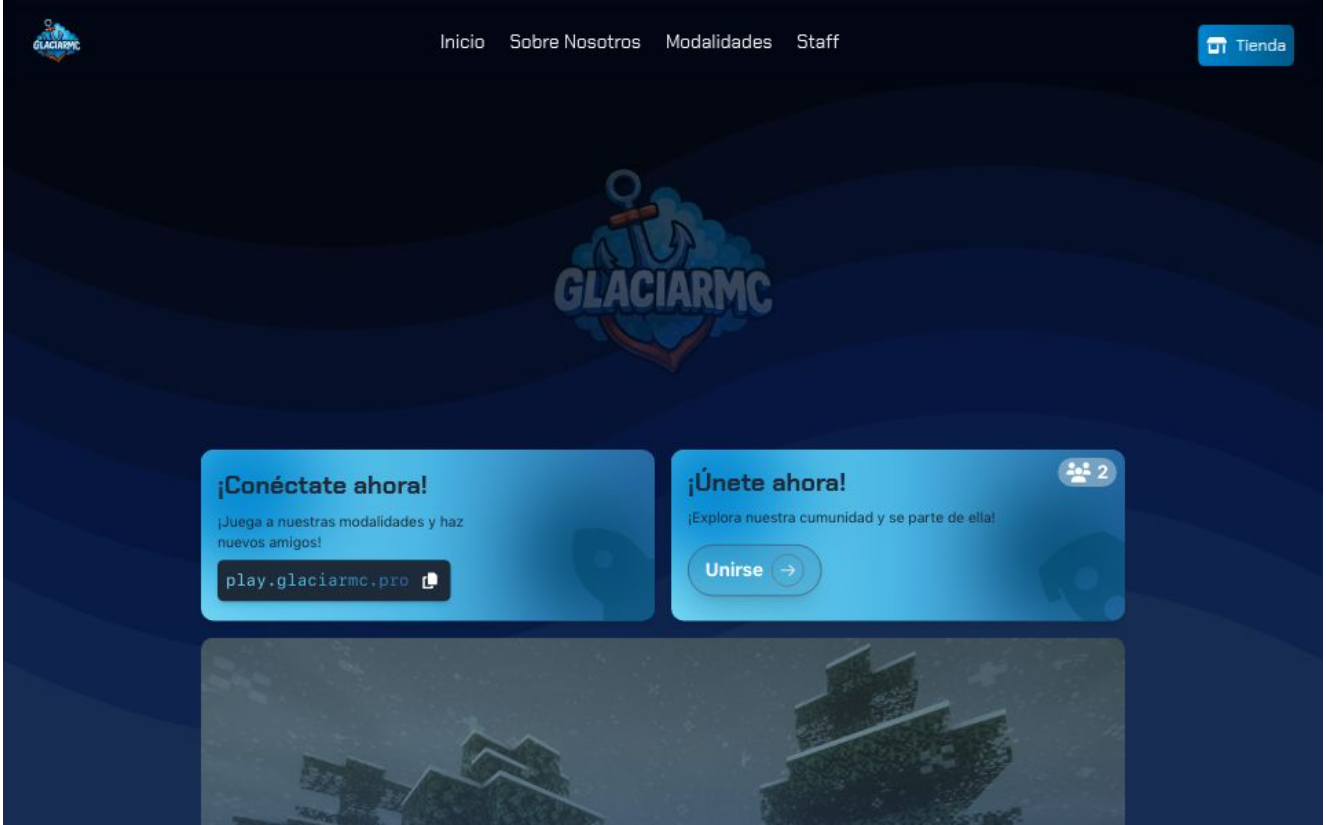 GLACIARMC
Inicio Sobre Nosotros Modalidades Staff
Tienda
GLACIARMC
¡Conéctate ahora!
¡Juega a nuestras modalidades y haz
nuevos amigos!
play.glaciarmc.pro
¡Únete ahora!
2
¡Explora nuestra cumunidad y se parte de ella!
Unirse